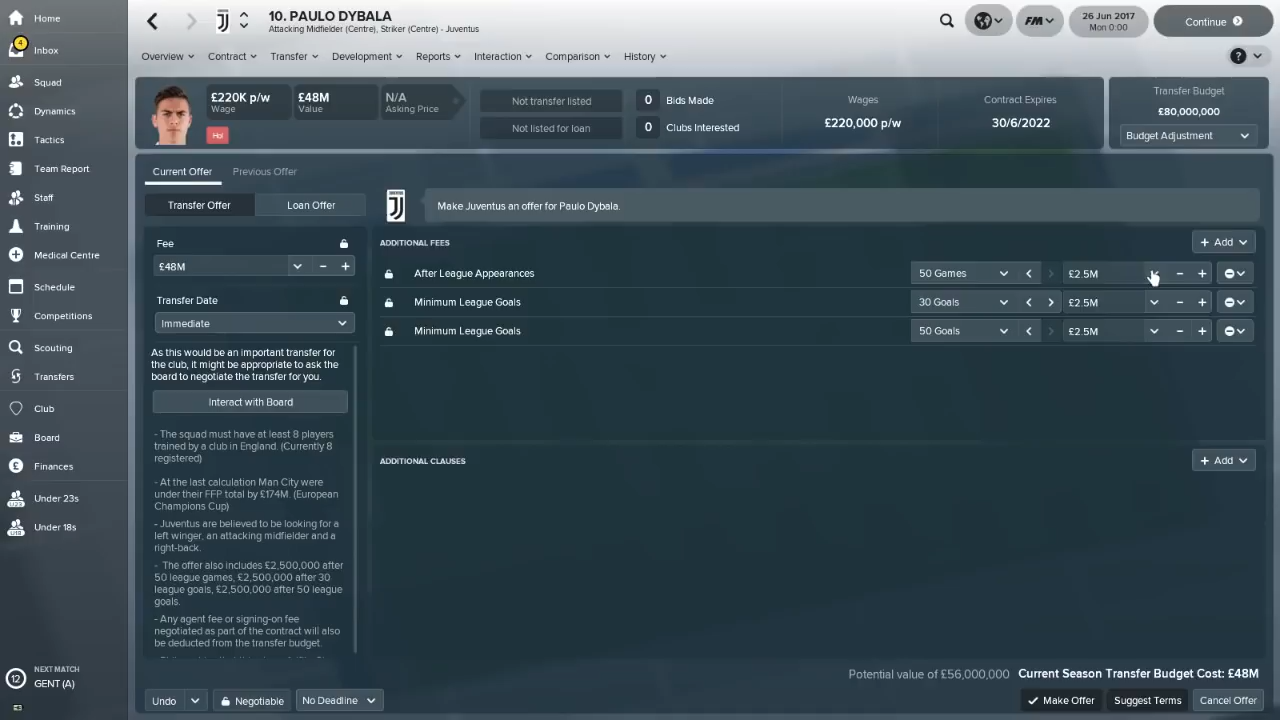 Home
4
Inbox
Squad
Dynamics
Tactics
Team Report
Staff
Training
Medical Centre
Schedule
Competitions
Scouting
Transfers
Club
Board
Finances
Under 23s
Under 18s
NEXT MATCH
12
GENT (A)
10. PAULO DYBALA
Attacking Midfielder (Centre), Striker (Centre) - Juventus
FM
26 Jun 2017
Mon 0:00
Continue
Overview
Contract
Transfer
Development
Reports
Interaction
Comparison
History
?
£220K p/w
Wage
£48M
Value
N/A
Asking Price
Hol
Not transfer listed
Not listed for loan
0 Bids Made
0 Clubs Interested
Wages
£220,000 p/w
Contract Expires
30/6/2022
Transfer Budget
£80,000,000
Budget Adjustment
Current Offer
Previous Offer
Transfer Offer
Loan Offer
Make Juventus an offer for Paulo Dybala.
Fee
£48M
Transfer Date
Immediate
As this would be an important transfer for
the club, it might be appropriate to ask the
board to negotiate the transfer for you.
Interact with Board
- The squad must have at least 8 players
trained by a club in England. (Currently 8
registered)
- At the last calculation Man City were
under their FFP total by £174M. (European
Champions Cup)
- Juventus are believed to be looking for a
left winger, an attacking midfielder and a
right-back.
- The offer also includes £2,500,000 after
50 league games, £2,500,000 after 30
league goals, £2,500,000 after 50 league
goals.
- Any agent fee or signing-on fee
negotiated as part of the contract will also
be deducted from the transfer budget.
ADDITIONAL FEES
+ Add
After League Appearances 50 Games £2.5M
Minimum League Goals 30 Goals £2.5M
Minimum League Goals 50 Goals £2.5M
ADDITIONAL CLAUSES
+ Add
Potential value of £56,000,000 Current Season Transfer Budget Cost: £48M
Undo
Negotiable
No Deadline
Make Offer
Suggest Terms
Cancel Offer